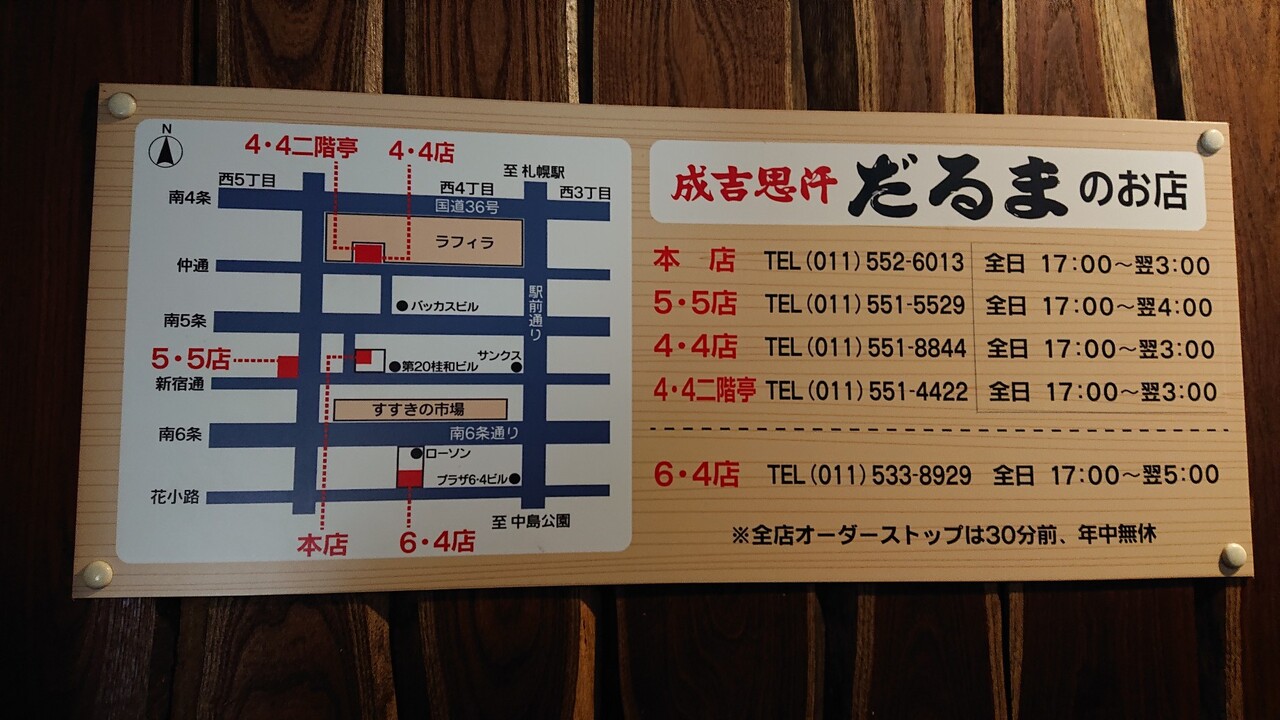 N
4・4二階亭
4・4店
至 札幌駅
西5丁目
西4丁目
西3丁目
南4条
国道36号
ラフィラ
仲通
バッカスビル
駅前通り
南5条
5・5店
サンクス
第20桂和ビル
新宿通
すすきの市場
南6条
南6条通り
ローソン
プラザ6・4ビル
花小路
至 中島公園
本店
6・4店
成吉思汗 だるま のお店
本 店 TEL(011)552-6013 全日 17:00～翌3:00
5・5店 TEL(011)551-5529 全日 17:00～翌4:00
4・4店 TEL(011)551-8844 全日 17:00～翌3:00
4・4二階亭 TEL(011)551-4422 全日 17:00～翌3:00
6・4店 TEL(011)533-8929 全日 17:00～翌5:00
※全店オーダーストップは30分前、年中無休